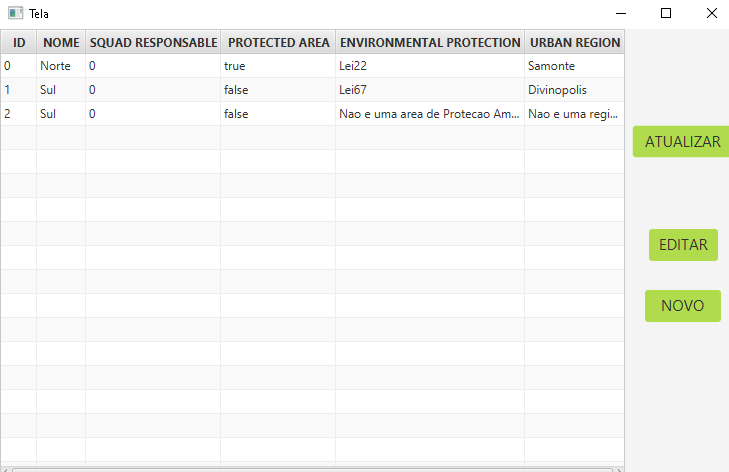 Tela
ID NOME SQUAD RESPONSABLE PROTECTED AREA ENVIRONMENTAL PROTECTION URBAN REGION
0 Norte 0 true Lei22 Samonte
1 Sul 0 false Lei67 Divinopolis
2 Sul 0 false Nao e uma area de Protecao Am... Nao e uma regi...
ATUALIZAR
EDITAR
NOVO